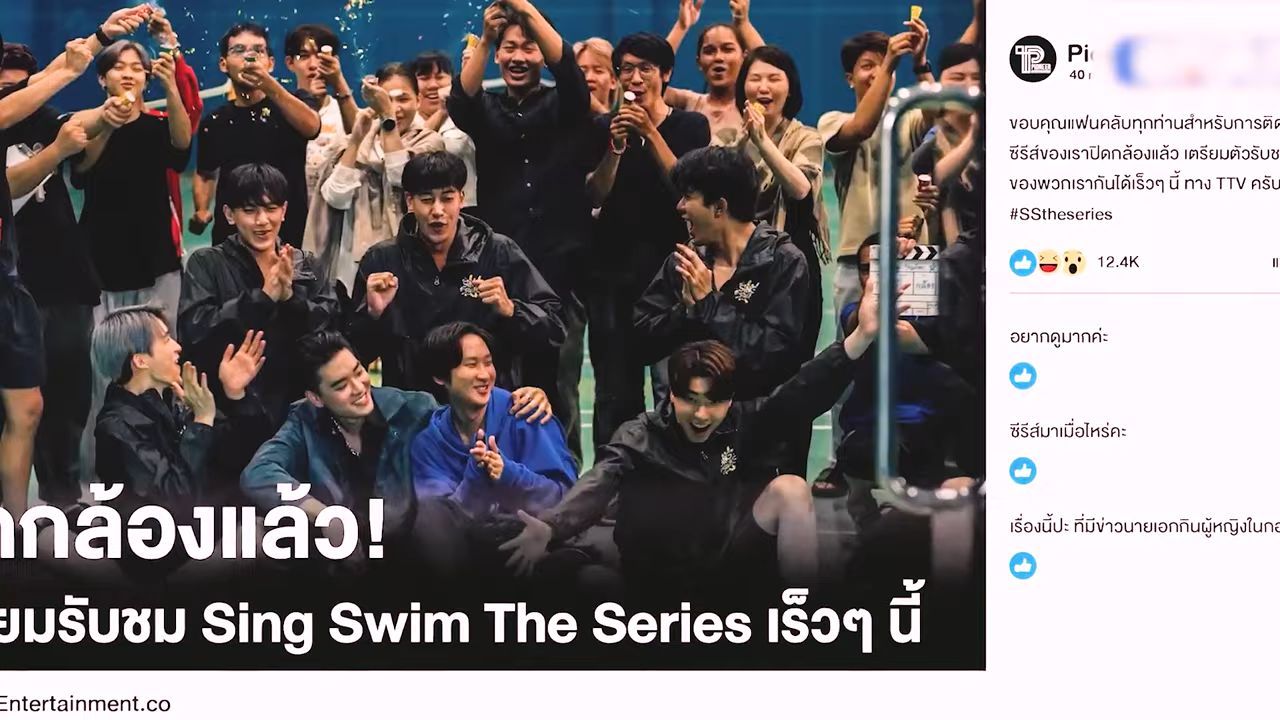 กล้องแล้ว!
ยมรับชม Sing Swim The Series เร็วๆ นี้
Entertainment.co
40
ขอบคุณแฟนคลับทุกท่านสำหรับการติด
ซีรีส์ของเราปิดกล้องแล้ว เตรียมตัวรับช
ของพวกเรากันได้เร็วๆ นี้ ทาง TTV ครับ
#SStheseries
12.4K
อยากดูมากค่ะ
ซีรีส์มาเมื่อไหร่คะ
เรื่องนี้ปะ ที่มีข่าวนายเอกกินผู้หญิงในกอ